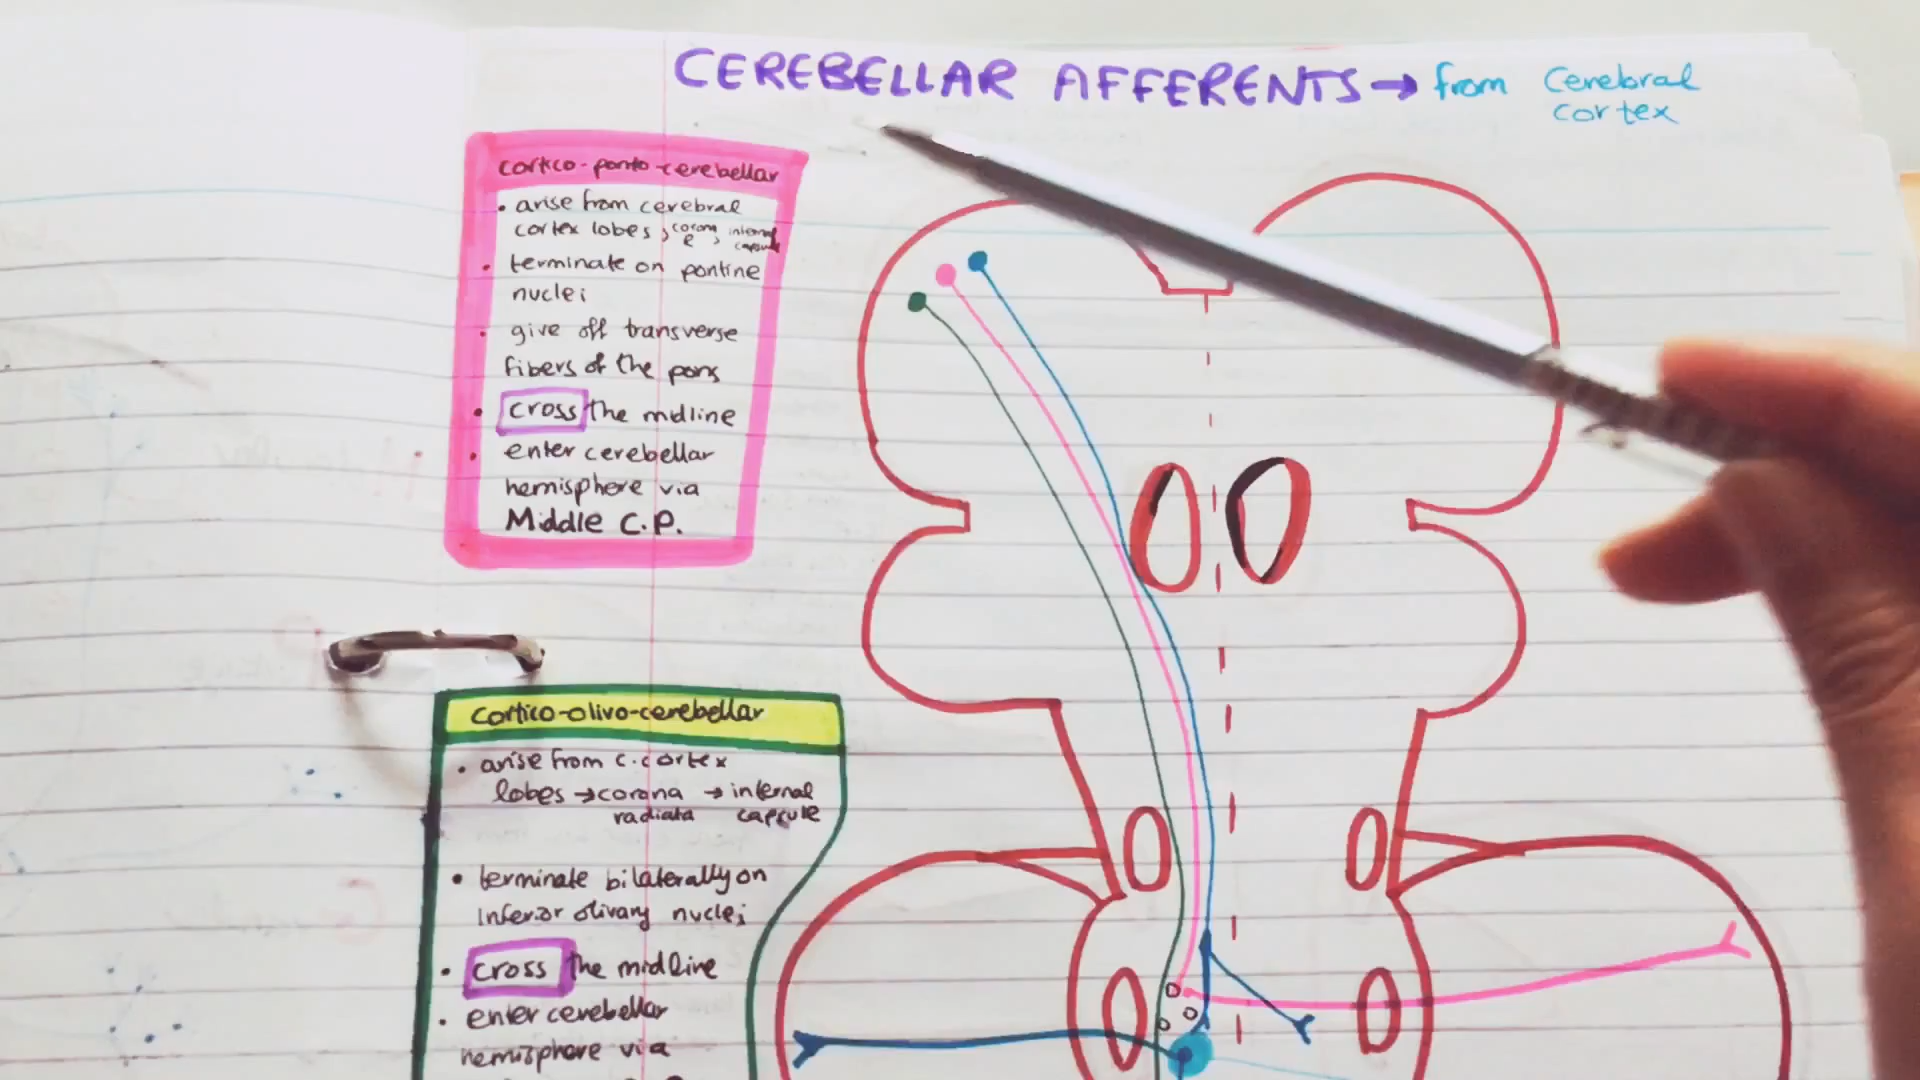 CEREBELLAR AFFERENTS → from Cerebral
cortex
cortico-ponto-cerebellar
• arise from cerebral
cortex lobes, corona, internal
capsule
• terminate on pontine
nuclei
• give off transverse
fibers of the pons
• cross the midline
• enter cerebellar
hemisphere via
Middle C.P.
cortico-olivo-cerebellar
• arise from c.cortex
lobes → corona → internal
radiata capsule
• terminate bilaterally on
inferior olivary nuclei
• cross the midline
• enter cerebellar
hemisphere via